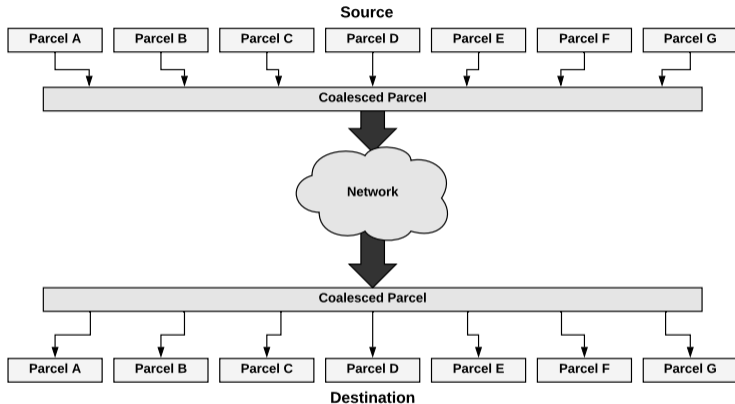 Source
Parcel A Parcel B Parcel C Parcel D Parcel E Parcel F Parcel G
Coalesced Parcel
Network
Coalesced Parcel
Parcel A Parcel B Parcel C Parcel D Parcel E Parcel F Parcel G
Destination